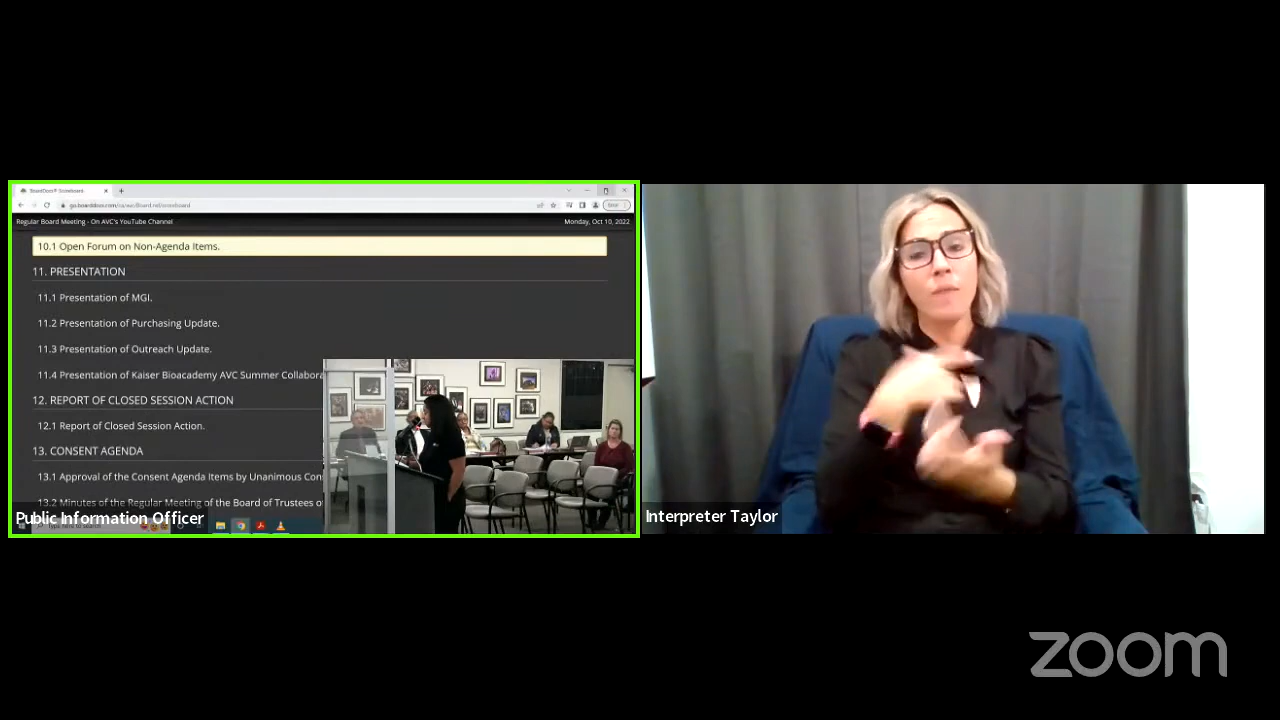 BoardDocs® Scoreboard
Regular Board Meeting - On AVC's YouTube Channel
Monday, Oct 10, 2022
10.1 Open Forum on Non-Agenda Items.
11. PRESENTATION
11.1 Presentation of MGI.
11.2 Presentation of Purchasing Update.
11.3 Presentation of Outreach Update.
11.4 Presentation of Kaiser Bioacademy AVC Summer Collabora
12. REPORT OF CLOSED SESSION ACTION
12.1 Report of Closed Session Action.
13. CONSENT AGENDA
13.1 Approval of the Consent Agenda Items by Unanimous Con
13.2 Minutes of the Regular Meeting of the Board of Trustees o
Public Information Officer
Interpreter Taylor
zoom